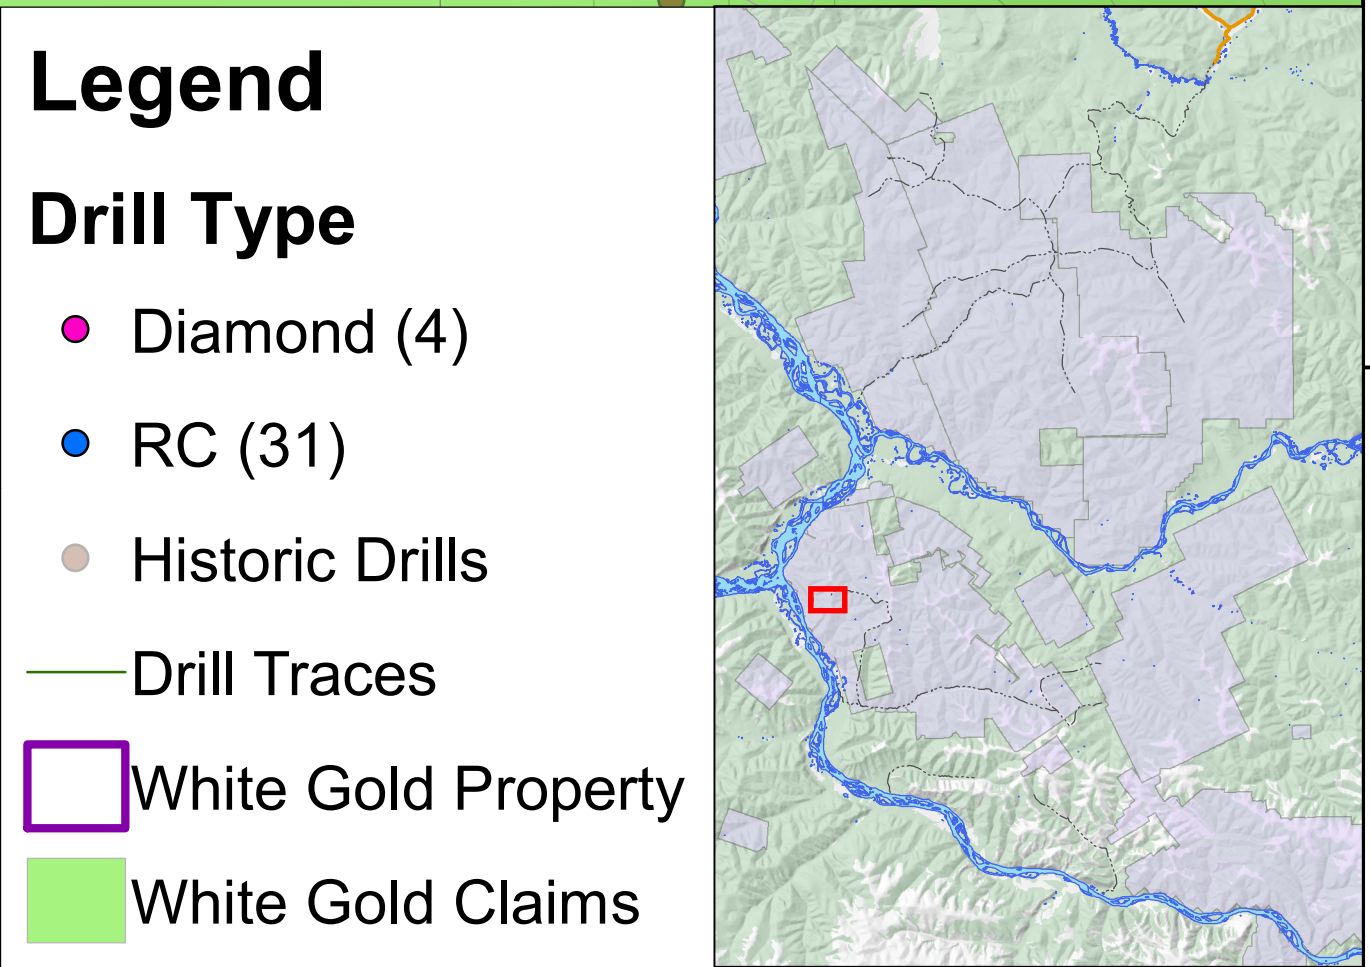 Legend
Drill Type
Diamond (4)
RC (31)
Historic Drills
Drill Traces
White Gold Property
White Gold Claims